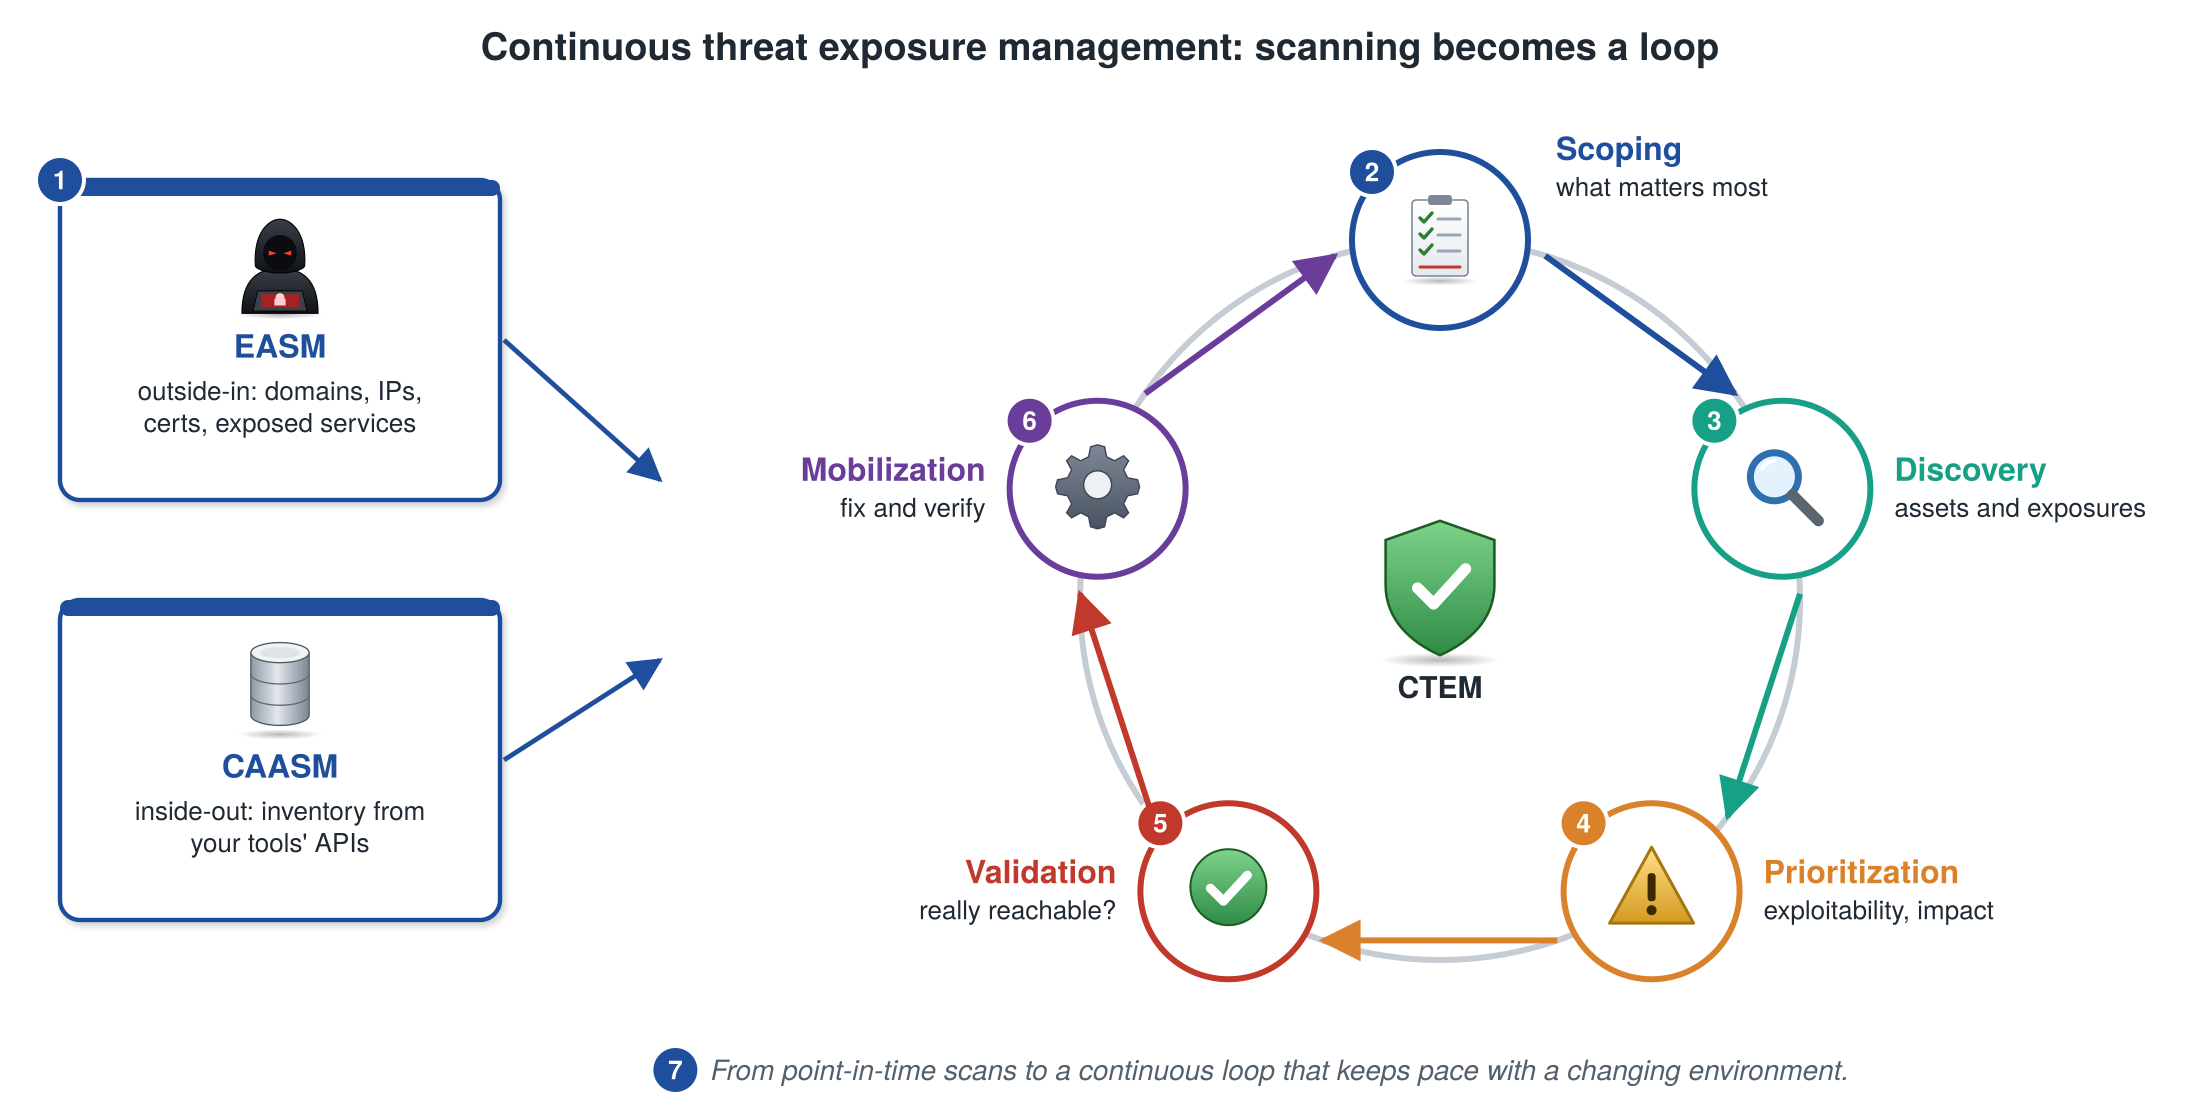 Continuous threat exposure management: scanning becomes a loop
1
EASM
outside-in: domains, IPs,
certs, exposed services
CAASM
inside-out: inventory from
your tools' APIs
2
Scoping
what matters most
3
Discovery
assets and exposures
4
Prioritization
exploitability, impact
5
Validation
really reachable?
6
Mobilization
fix and verify
CTEM
7
From point-in-time scans to a continuous loop that keeps pace with a changing environment.